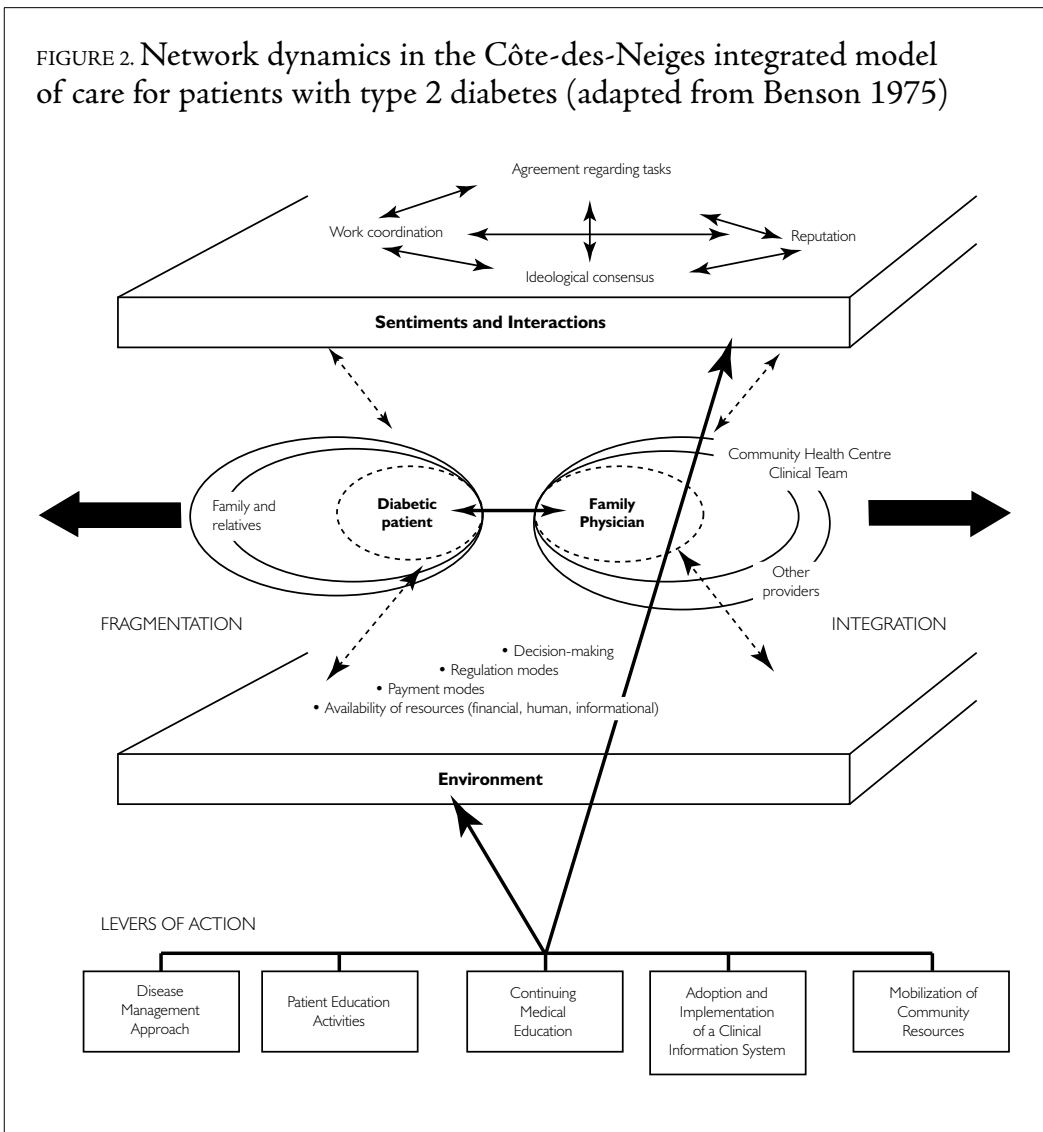 FIGURE 2. Network dynamics in the Côte-des-Neiges integrated model
of care for patients with type 2 diabetes (adapted from Benson 1975)
Agreement regarding tasks
Work coordination
Reputation
Ideological consensus
Sentiments and Interactions
Family and
relatives
Diabetic
patient
Family
Physician
Community Health Centre
Clinical Team
Other
providers
FRAGMENTATION
INTEGRATION
• Decision-making
• Regulation modes
• Payment modes
• Availability of resources (financial, human, informational)
Environment
LEVERS OF ACTION
Disease
Management
Approach
Patient Education
Activities
Continuing
Medical
Education
Adoption and
Implementation
of a Clinical
Information System
Mobilization of
Community
Resources